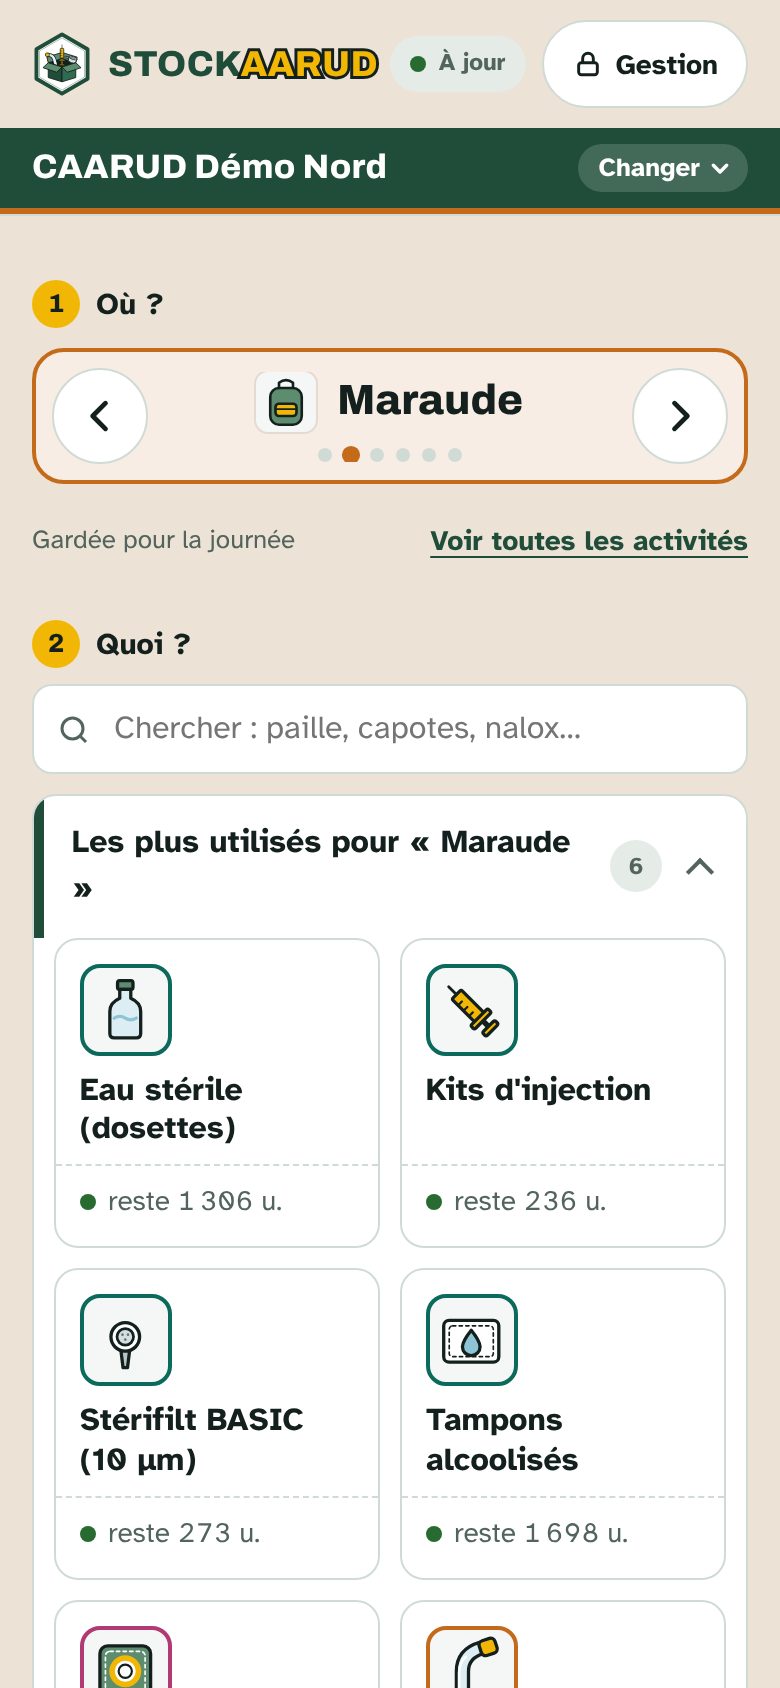 STOCKAARUD
À jour
Gestion
CAARUD Démo Nord
Changer
1 Où ?
Maraude
Gardée pour la journée
Voir toutes les activités
2 Quoi ?
Chercher : paille, capotes, nalox...
Les plus utilisés pour « Maraude
»
6
Eau stérile
(dosettes)
reste 1 306 u.
Kits d'injection
reste 236 u.
Stérifilt BASIC
(10 µm)
reste 273 u.
Tampons
alcoolisés
reste 1 698 u.